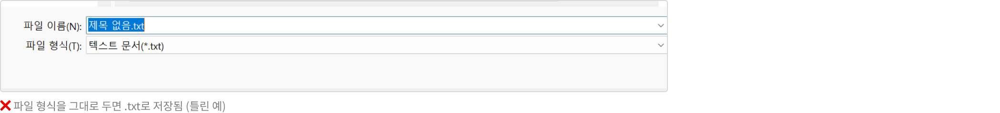 파일 이름(N): 제목 없음.txt
파일 형식(T): 텍스트 문서(*.txt)
❌ 파일 형식을 그대로 두면 .txt로 저장됨 (틀린 예)